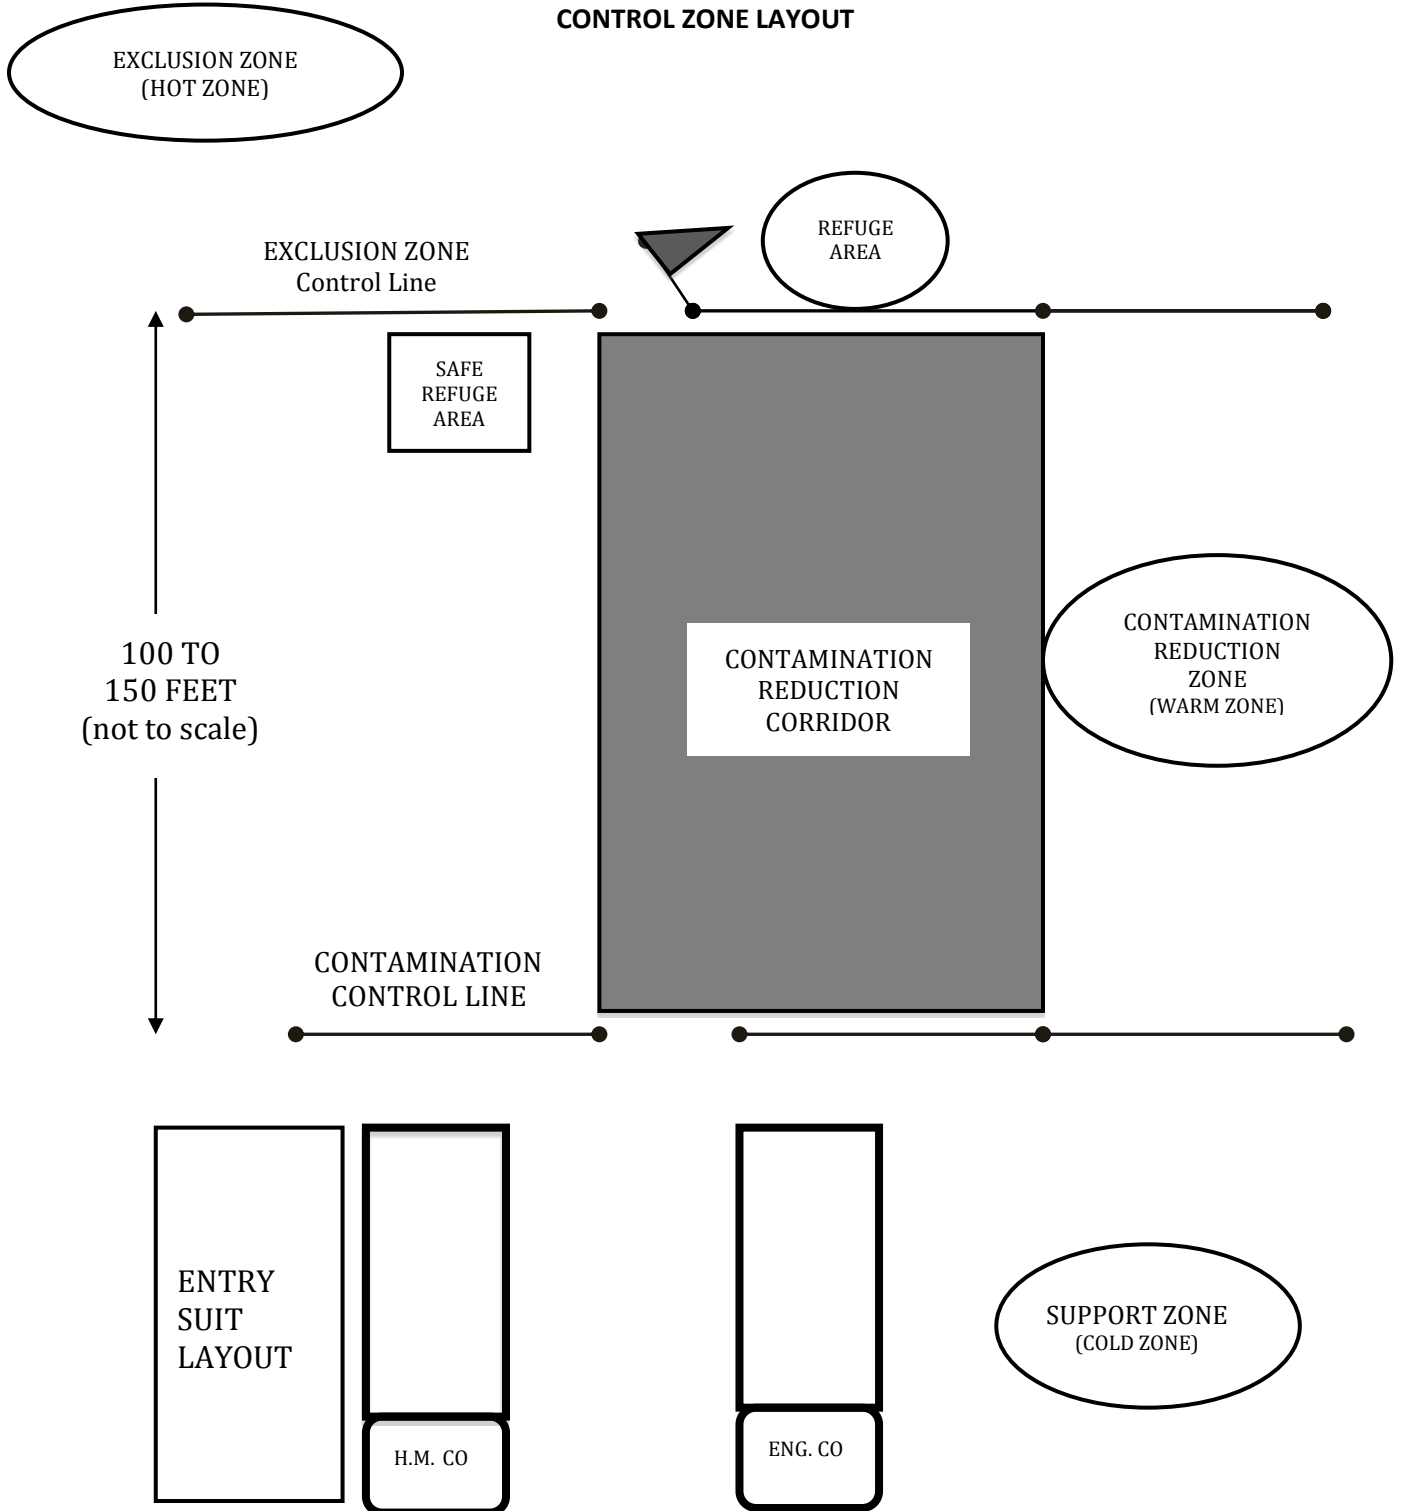 CONTROL ZONE LAYOUT
EXCLUSION ZONE
(HOT ZONE)
REFUGE
AREA
EXCLUSION ZONE
Control Line
SAFE
REFUGE
AREA
100 TO
150 FEET
(not to scale)
CONTAMINATION
REDUCTION
CORRIDOR
CONTAMINATION
REDUCTION
ZONE
(WARM ZONE)
CONTAMINATION
CONTROL LINE
ENTRY
SUIT
LAYOUT
H.M. CO
ENG. CO
SUPPORT ZONE
(COLD ZONE)